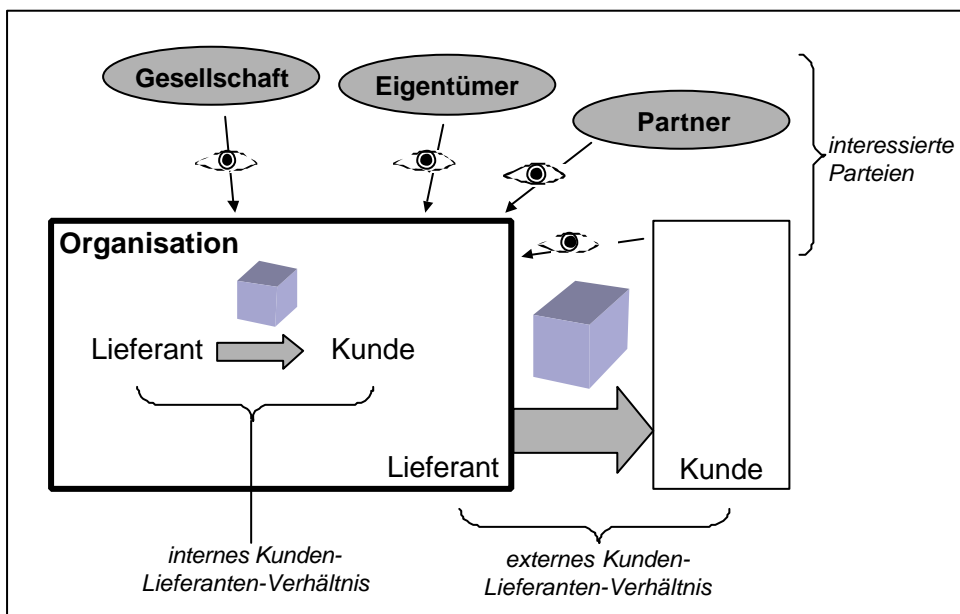 Gesellschaft
Eigentümer
Partner
interessierte
Parteien
Organisation
Lieferant
Kunde
Lieferant
Kunde
internes Kunden-
Lieferanten-Verhältnis
externes Kunden-
Lieferanten-Verhältnis